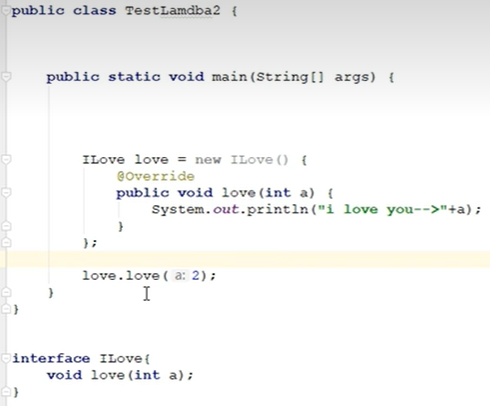 public class TestLamdba2 {
public static void main(String[] args) {
ILove love = new ILove() {
@Override
public void love(int a) {
System.out.println("i love you-->"+a);
}
};
love.love( a: 2);
}
}
interface ILove{
void love(int a);
}